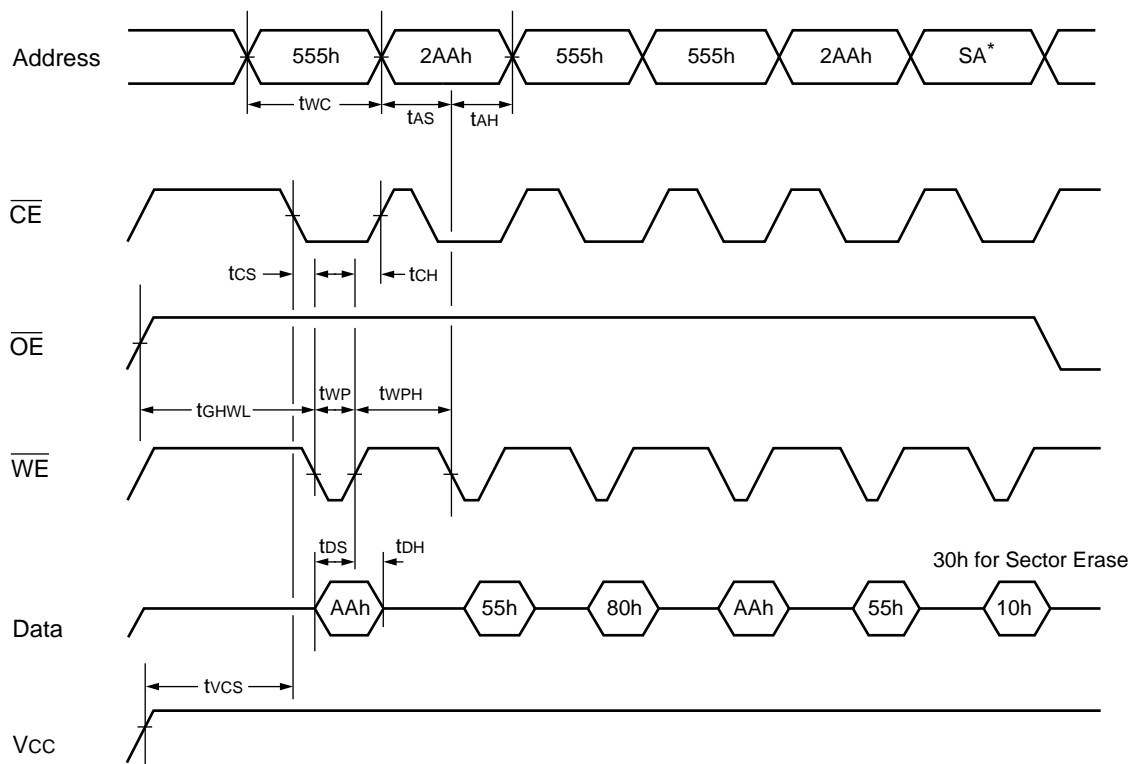 Address
555h 2AAh 555h 555h 2AAh SA*
tWC tAS tAH
CE
tCS tCH
OE
tGHWL tWP tWPH
WE
tDS tDH
30h for Sector Erase
Data
AAh 55h 80h AAh 55h 10h
tVCS
VCC